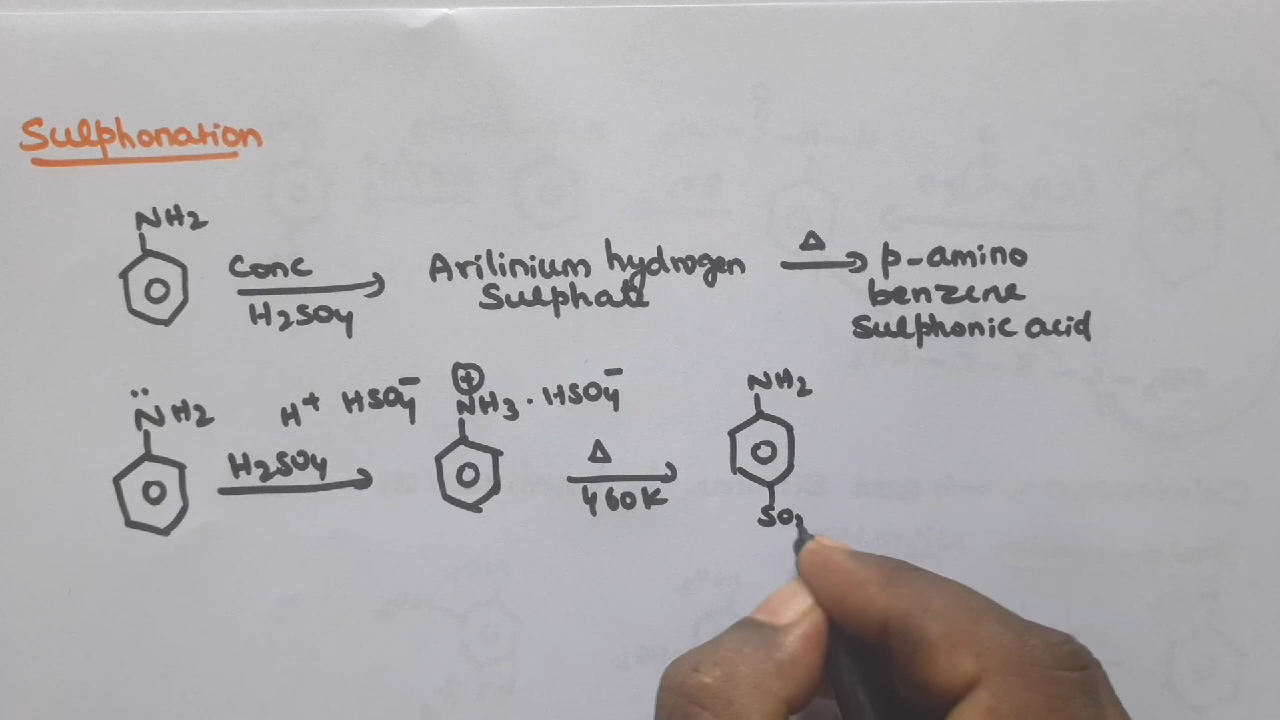 Sulphonation
NH2
Conc
H2SO4
Arilinium hydrogen
Sulphate
Δ
p-amino
benzene
Sulphonic acid
NH2
H2SO4
H+ HSO4−
+
NH3 . HSO4−
Δ
460K
NH2
SO3